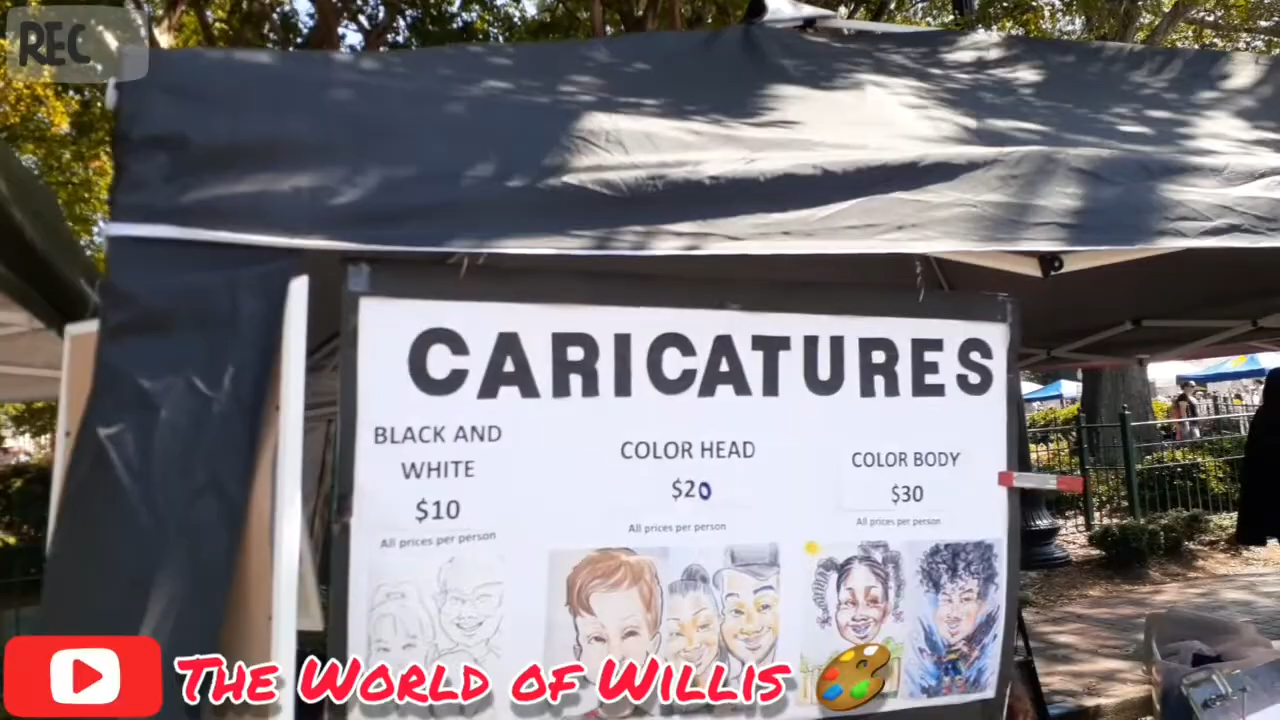 REC
CARICATURES
BLACK AND
WHITE
$10
All prices per person
COLOR HEAD
$20
All prices per person
COLOR BODY
$30
All prices per person
THE WORLD OF WILLIS